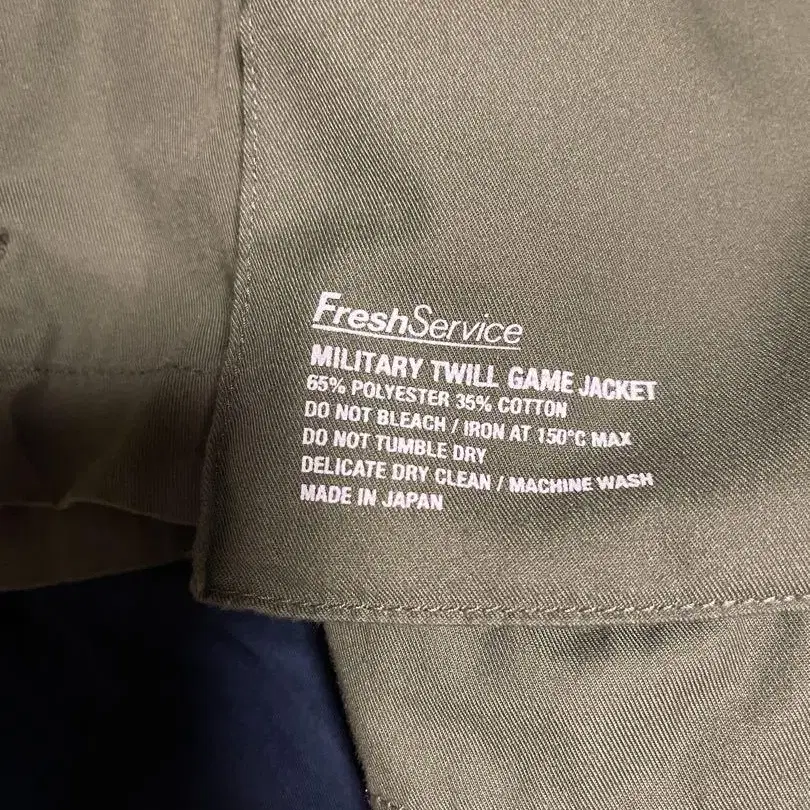 FreshService
MILITARY TWILL GAME JACKET
65% POLYESTER 35% COTTON
DO NOT BLEACH / IRON AT 150°C MAX
DO NOT TUMBLE DRY
DELICATE DRY CLEAN / MACHINE WASH
MADE IN JAPAN